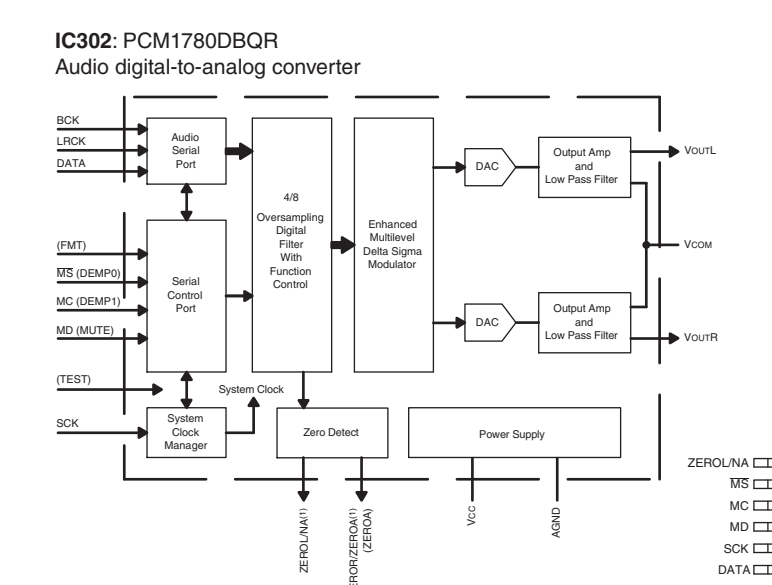 IC302: PCM1780DBQR
Audio digital-to-analog converter
BCK
LRCK
DATA
Audio
Serial
Port
(FMT)
MS (DEMP0)
MC (DEMP1)
MD (MUTE)
Serial
Control
Port
(TEST)
SCK
System
Clock
Manager
System Clock
4/8
Oversampling
Digital
Filter
With
Function
Control
Enhanced
Multilevel
Delta Sigma
Modulator
DAC
Output Amp
and
Low Pass Filter
VOUTL
VCOM
DAC
Output Amp
and
Low Pass Filter
VOUTR
Zero Detect
Power Supply
ZEROL/NA(1)
(ZEROA)
VCC
AGND
ZEROL/NA
MS
MC
MD
SCK
DATA